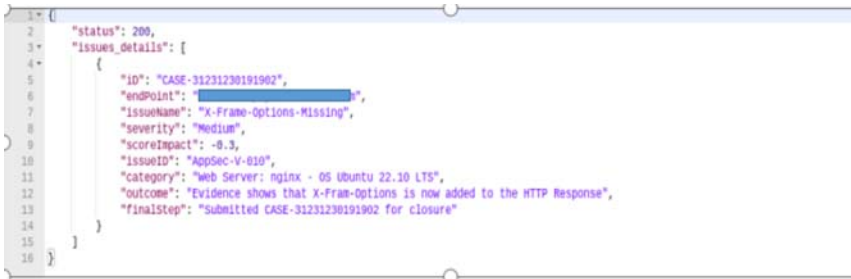 1 {
2 "status": 200,
3 "issues_details": [
4 {
5 "iD": "CASE-31231230191902",
6 "endPoint": " ",
7 "issueName": "X-Frame-Options-Missing",
8 "severity": "Medium",
9 "scoreImpact": -0.3,
10 "issueID": "AppSec-V-010",
11 "category": "Web Server: nginx - OS Ubuntu 22.10 LTS",
12 "outcome": "Evidence shows that X-Fram-Options is now added to the HTTP Response",
13 "finalStep": "Submitted CASE-31231230191902 for closure"
14 }
15 ]
16 }